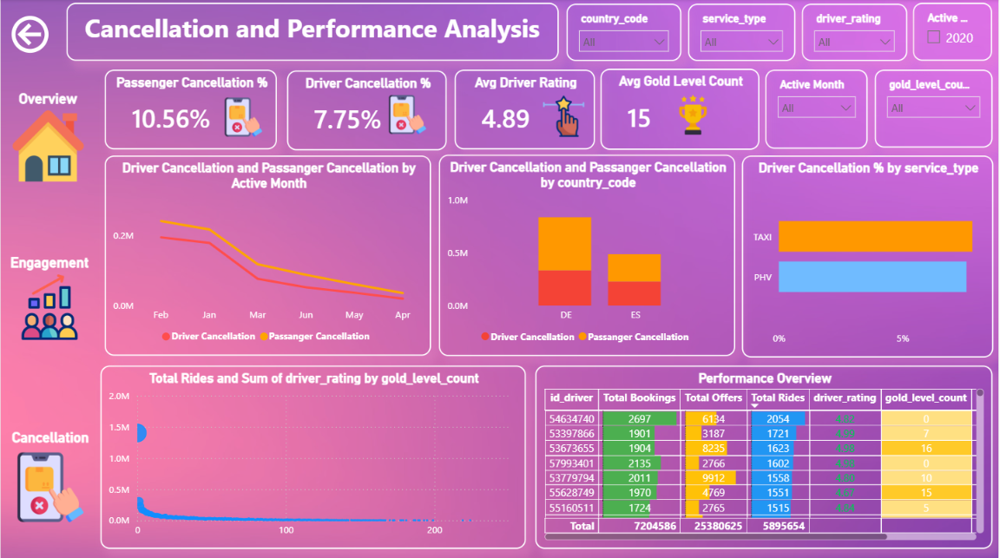 Cancellation and Performance Analysis
country_code
All
service_type
All
driver_rating
All
Active ...
2020
Overview
Passenger Cancellation %
10.56%
Driver Cancellation %
7.75%
Avg Driver Rating
4.89
Avg Gold Level Count
15
Active Month
All
gold_level_cou...
All
Driver Cancellation and Passanger Cancellation by
Active Month
0.2M
0.0M
Feb Jan Mar Jun May Apr
Driver Cancellation Passanger Cancellation
Driver Cancellation and Passanger Cancellation
by country_code
1.0M
0.5M
0.0M
DE ES
Driver Cancellation Passanger Cancellation
Driver Cancellation % by service_type
TAXI
PHV
0% 5%
Engagement
Cancellation
Total Rides and Sum of driver_rating by gold_level_count
2.0M
1.5M
1.0M
0.5M
0.0M
0 100 200
Performance Overview
id_driver Total Bookings Total Offers Total Rides driver_rating gold_level_count
54634740 2697 6134 2054 4.82 0
53397866 1901 3187 1721 4.99 7
53673655 1904 8235 1623 4.98 16
57993401 2135 2766 1602 4.98 0
53779794 2011 9912 1558 4.80 10
55628749 1970 4769 1551 4.67 15
55160511 1724 2765 1515 4.94 5
Total 7204586 25380625 5895654